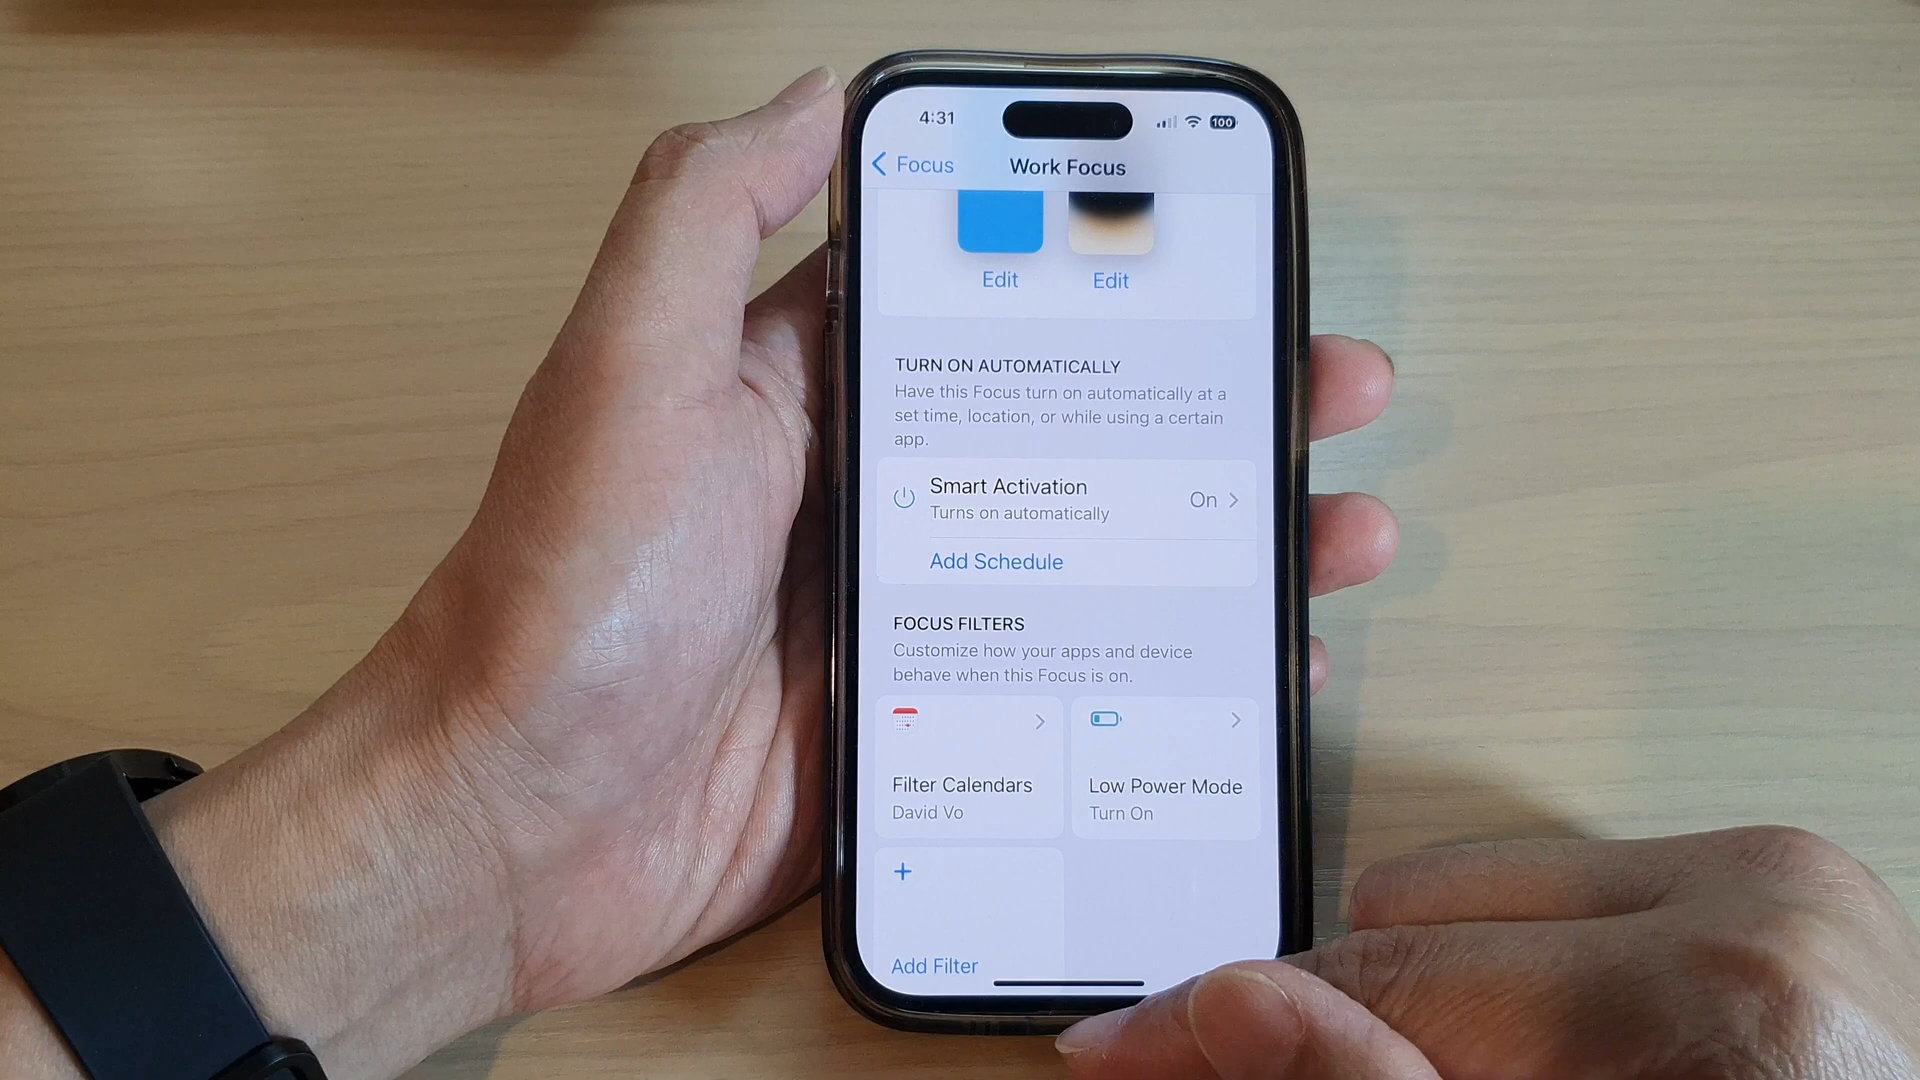 4:31
100
Focus
Work Focus
Edit
Edit
TURN ON AUTOMATICALLY
Have this Focus turn on automatically at a
set time, location, or while using a certain
app.
Smart Activation
On
Turns on automatically
Add Schedule
FOCUS FILTERS
Customize how your apps and device
behave when this Focus is on.
Filter Calendars
David Vo
Low Power Mode
Turn On
+
Add Filter